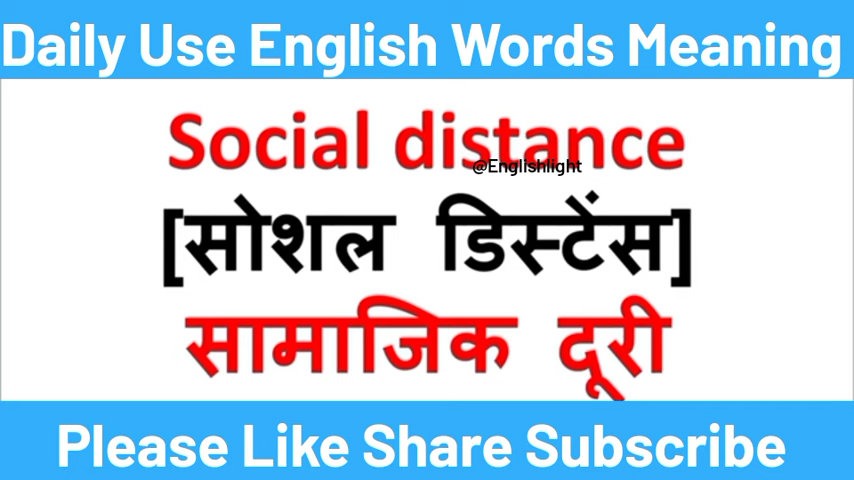 Daily Use English Words Meaning
Social distance
@Englishlight
[सोशल डिस्टेंस]
सामाजिक दूरी
Please Like Share Subscribe